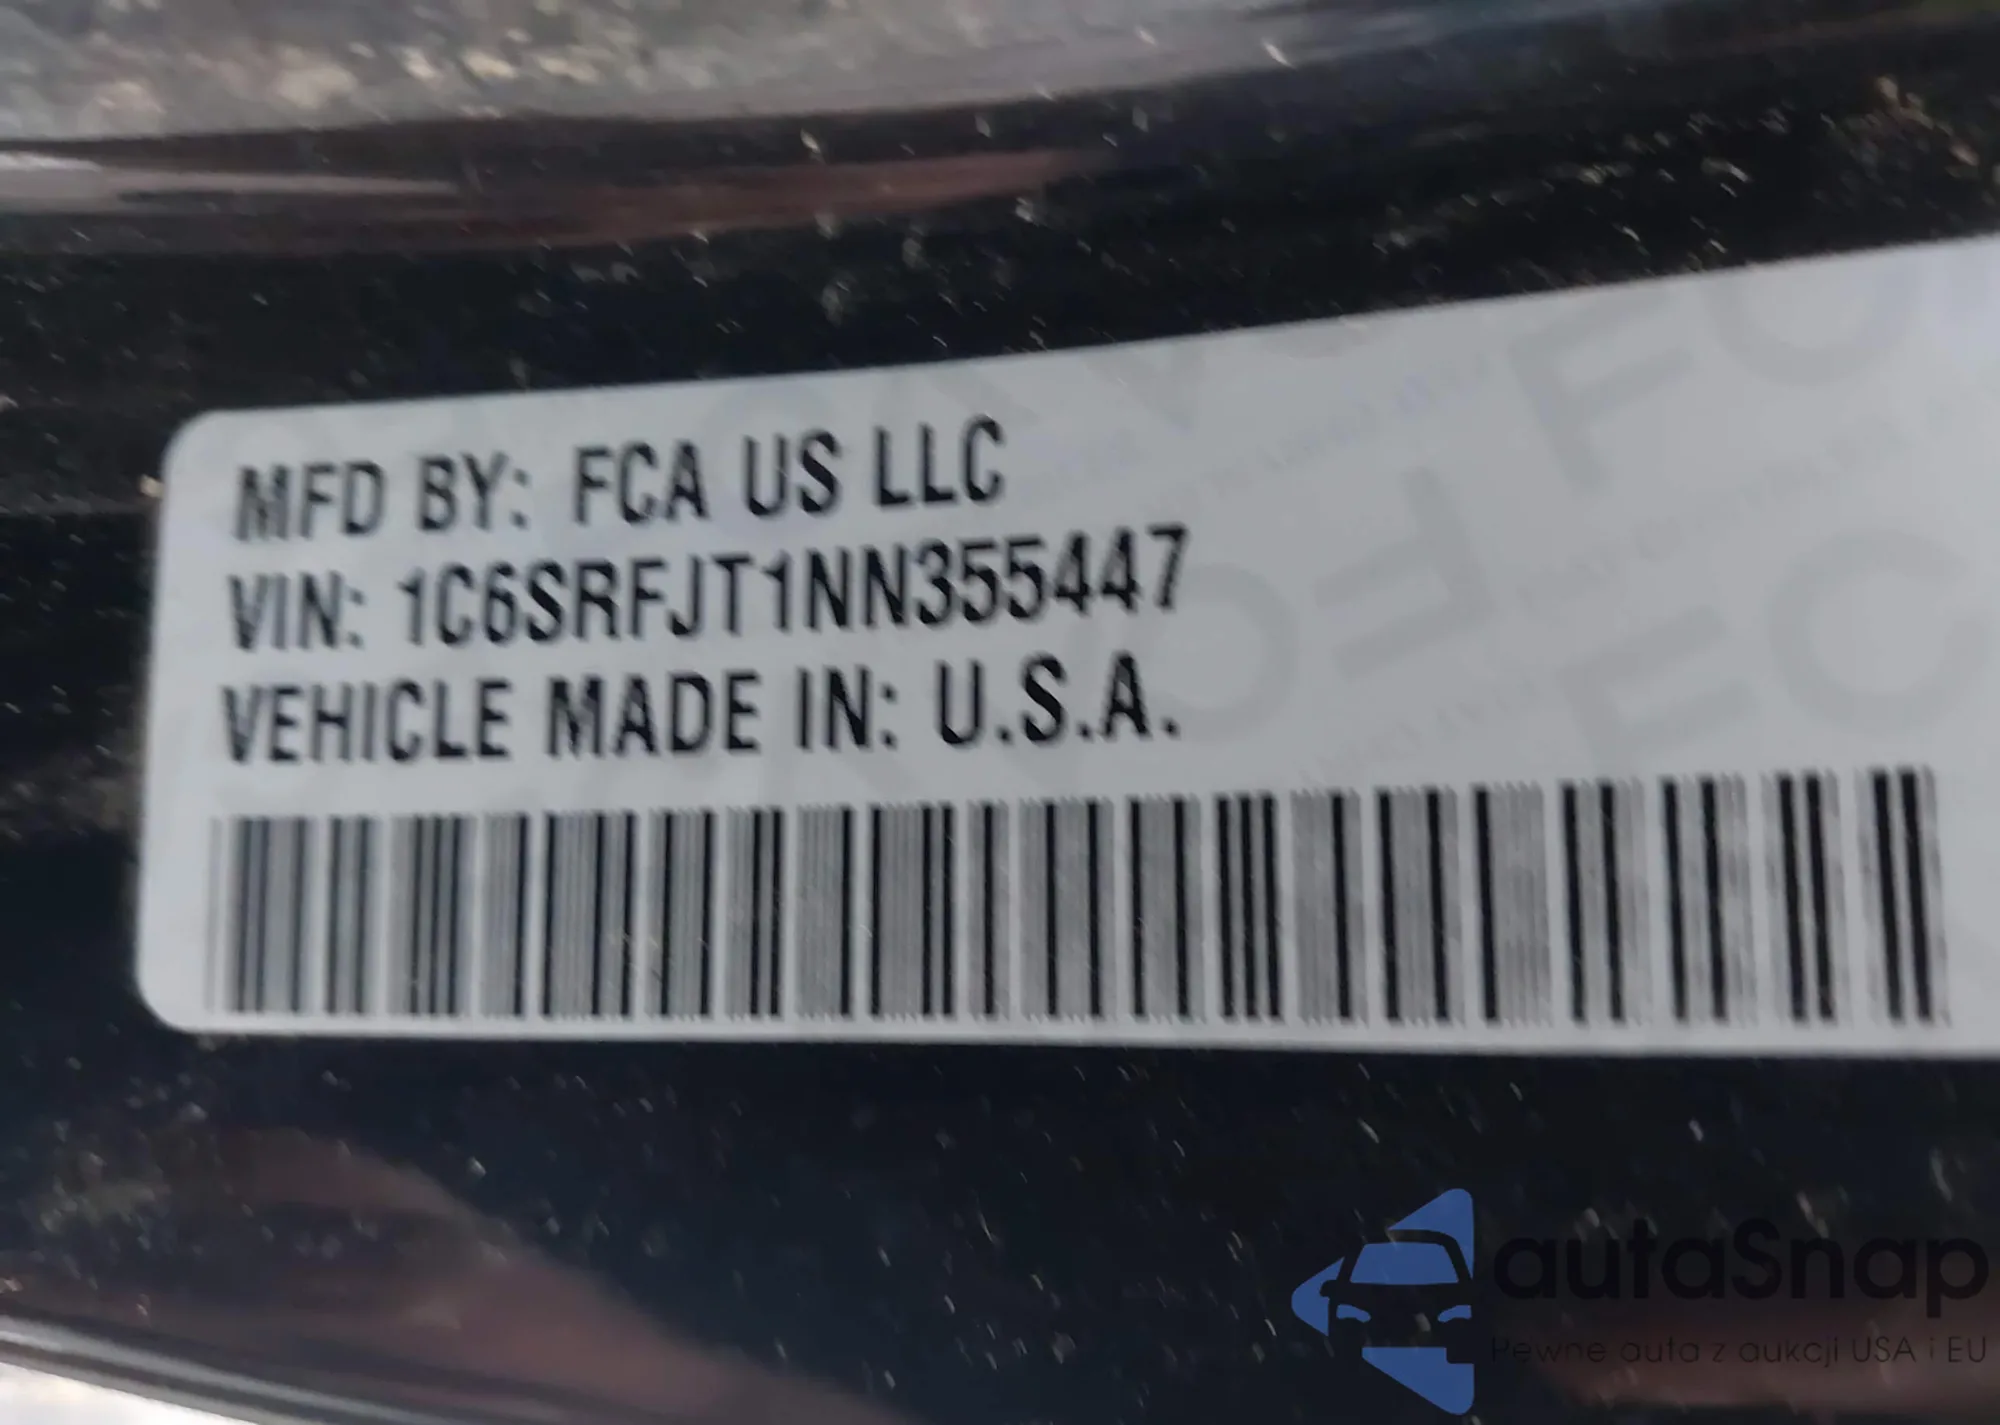 MFD BY: FCA US LLC
VIN: 1C6SRFJT1NN355447
VEHICLE MADE IN: U.S.A.
autaSnap
Pewne auta z aukcji USA i EU